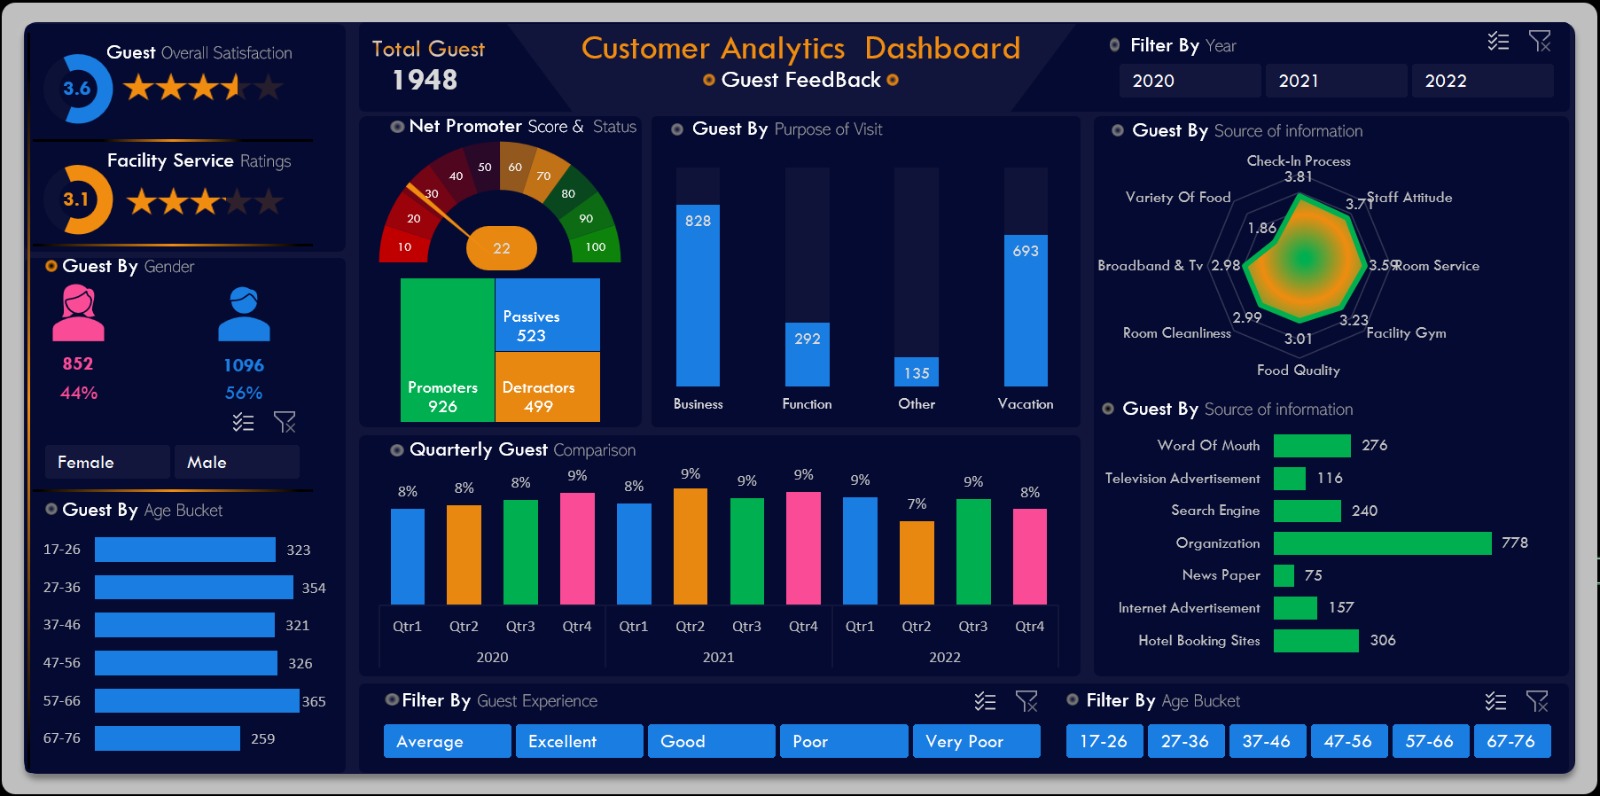 Guest Overall Satisfaction
3.6
Facility Service Ratings
3.1
Guest By Gender
852
44%
1096
56%
Female
Male
Guest By Age Bucket
17-26 323
27-36 354
37-46 321
47-56 326
57-66 365
67-76 259
Total Guest
1948
Customer Analytics Dashboard
Guest FeedBack
Filter By Year
2020
2021
2022
Net Promoter Score & Status
10
20
30
40
50
60
70
80
90
100
22
Promoters
926
Passives
523
Detractors
499
Guest By Purpose of Visit
828
292
135
693
Business
Function
Other
Vacation
Quarterly Guest Comparison
8% 8% 8% 9% 8% 9% 9% 9% 9% 7% 9% 8%
Qtr1 Qtr2 Qtr3 Qtr4 Qtr1 Qtr2 Qtr3 Qtr4 Qtr1 Qtr2 Qtr3 Qtr4
2020 2021 2022
Guest By Source of information
Check-In Process
3.81
Staff Attitude
3.71
Room Service
3.59
Facility Gym
3.23
Food Quality
3.01
Room Cleanliness
2.99
Broadband & Tv
2.98
Variety Of Food
1.86
Guest By Source of information
Word Of Mouth 276
Television Advertisement 116
Search Engine 240
Organization 778
News Paper 75
Internet Advertisement 157
Hotel Booking Sites 306
Filter By Guest Experience
Average
Excellent
Good
Poor
Very Poor
Filter By Age Bucket
17-26
27-36
37-46
47-56
57-66
67-76